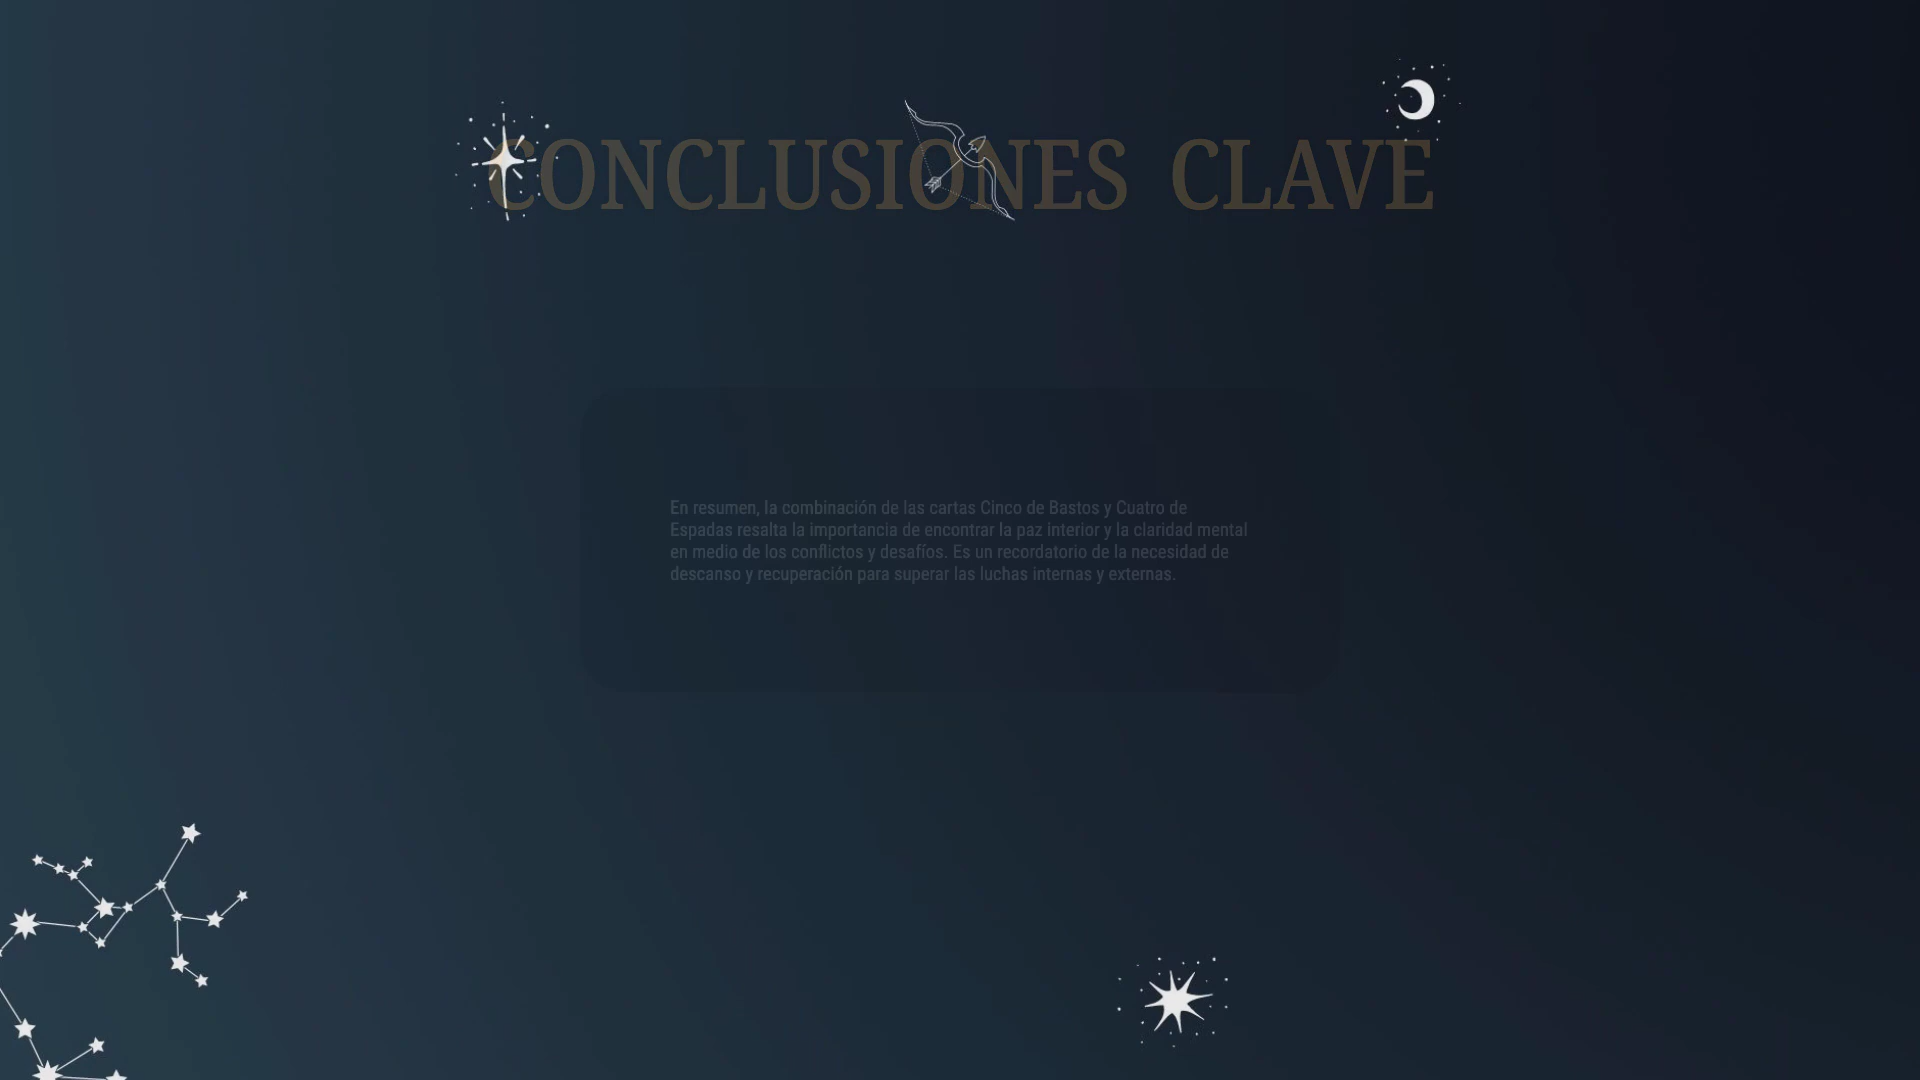 CONCLUSIONES CLAVE
En resumen, la combinación de las cartas Cinco de Bastos y Cuatro de
Espadas resalta la importancia de encontrar la paz interior y la claridad mental
en medio de los conflictos y desafíos. Es un recordatorio de la necesidad de
descanso y recuperación para superar las luchas internas y externas.